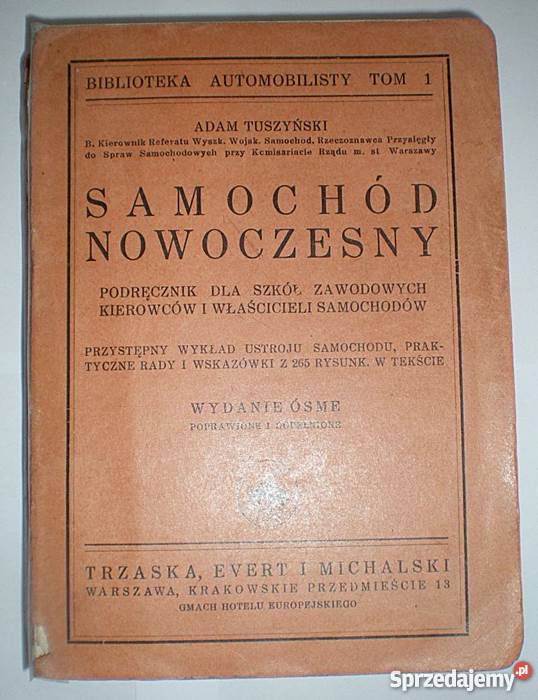 BIBLIOTEKA AUTOMOBILISTY TOM 1
ADAM TUSZYŃSKI
B. Kierownik Referatu Wyszk. Wojsk. Samochod. Rzeczoznawca Przysięgły
do Spraw Samochodowych przy Komisariacie Rządu m. st Warszawy
SAMOCHÓD
NOWOCZESNY
PODRĘCZNIK DLA SZKÓŁ ZAWODOWYCH
KIEROWCÓW I WŁAŚCICIELI SAMOCHODÓW
PRZYSTĘPNY WYKŁAD USTROJU SAMOCHODU, PRAK-
TYCZNE RADY I WSKAZÓWKI Z 265 RYSUNK. W TEKŚCIE
WYDANIE ÓSME
POPRAWIONE I DOPEŁNIONE
TRZASKA, EVERT I MICHALSKI
WARSZAWA, KRAKOWSKIE PRZEDMIEŚCIE 13
GMACH HOTELU EUROPEJSKIEGO
Sprzedajemy.pl